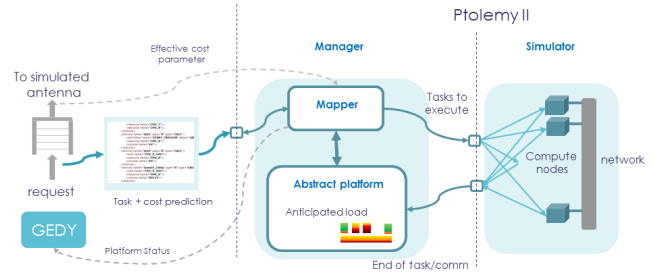 Ptolemy II
Effective cost
parameter
Manager
Simulator
To simulated
antenna
Mapper
Tasks to
execute
request
Task + cost prediction
Compute
nodes
network
Abstract platform
Anticipated load
GEDY
Platform Status
End of task/comm